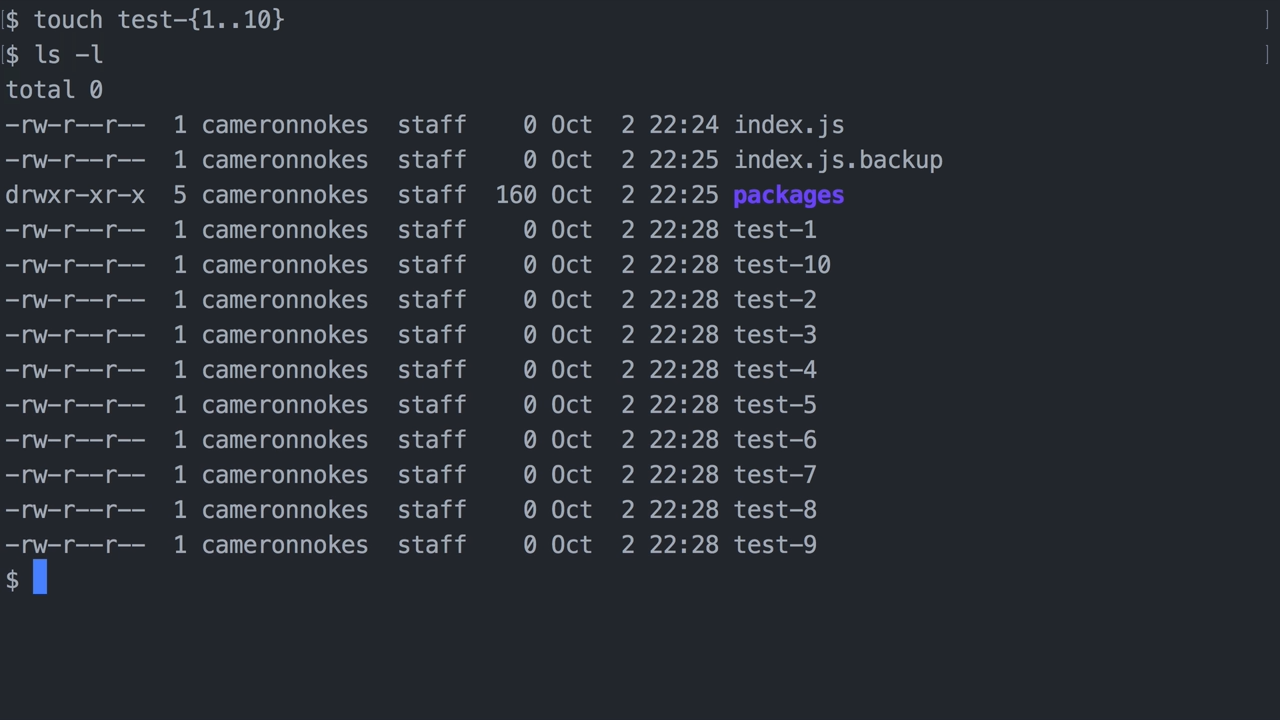 $ touch test-{1..10}
$ ls -l
total 0
-rw-r--r--  1 cameronnokes  staff    0 Oct  2 22:24 index.js
-rw-r--r--  1 cameronnokes  staff    0 Oct  2 22:25 index.js.backup
drwxr-xr-x  5 cameronnokes  staff  160 Oct  2 22:25 packages
-rw-r--r--  1 cameronnokes  staff    0 Oct  2 22:28 test-1
-rw-r--r--  1 cameronnokes  staff    0 Oct  2 22:28 test-10
-rw-r--r--  1 cameronnokes  staff    0 Oct  2 22:28 test-2
-rw-r--r--  1 cameronnokes  staff    0 Oct  2 22:28 test-3
-rw-r--r--  1 cameronnokes  staff    0 Oct  2 22:28 test-4
-rw-r--r--  1 cameronnokes  staff    0 Oct  2 22:28 test-5
-rw-r--r--  1 cameronnokes  staff    0 Oct  2 22:28 test-6
-rw-r--r--  1 cameronnokes  staff    0 Oct  2 22:28 test-7
-rw-r--r--  1 cameronnokes  staff    0 Oct  2 22:28 test-8
-rw-r--r--  1 cameronnokes  staff    0 Oct  2 22:28 test-9
$